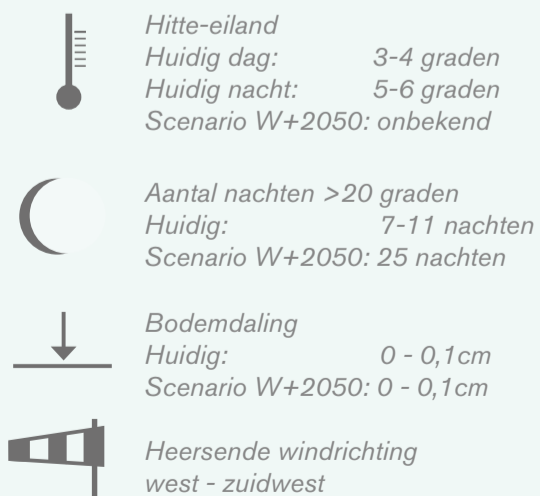 Hitte-eiland
Huidig dag: 3-4 graden
Huidig nacht: 5-6 graden
Scenario W+2050: onbekend
Aantal nachten >20 graden
Huidig: 7-11 nachten
Scenario W+2050: 25 nachten
Bodemdaling
Huidig: 0 - 0,1cm
Scenario W+2050: 0 - 0,1cm
Heersende windrichting
west - zuidwest